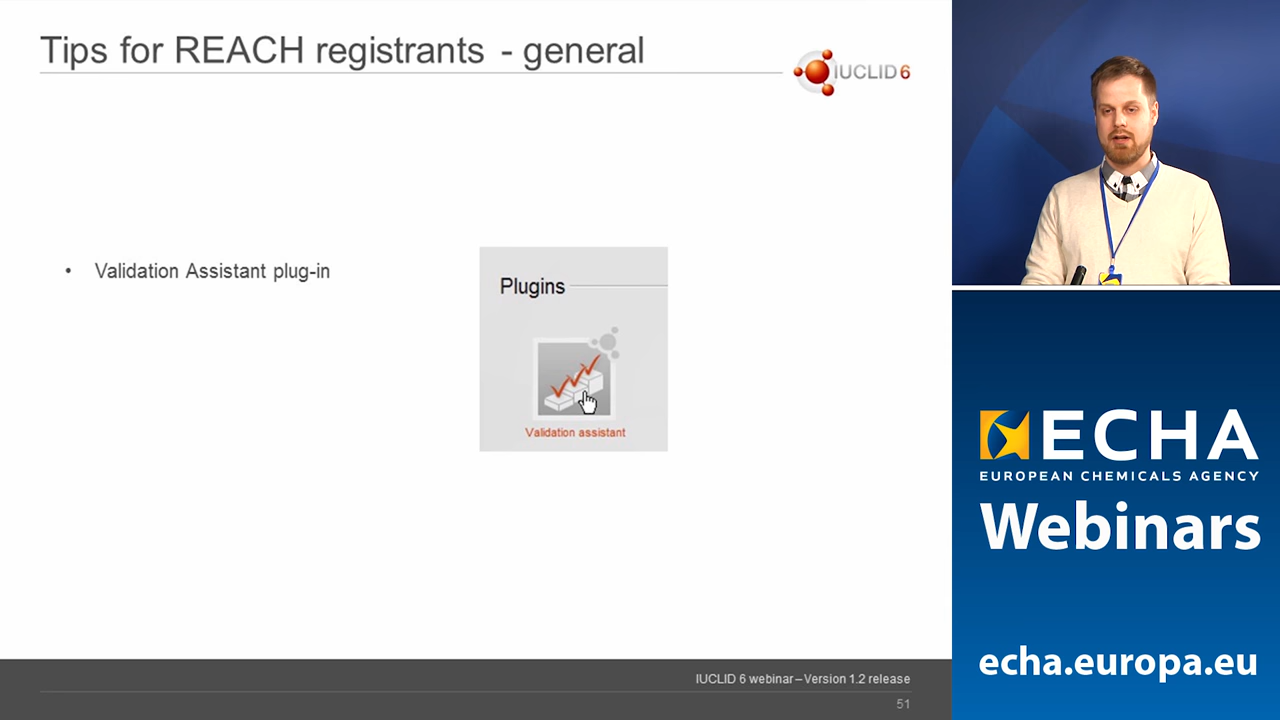 Tips for REACH registrants - general
IUCLID 6
• Validation Assistant plug-in
Plugins
Validation assistant
IUCLID 6 webinar – Version 1.2 release
51
ECHA
EUROPEAN CHEMICALS AGENCY
Webinars
echa.europa.eu